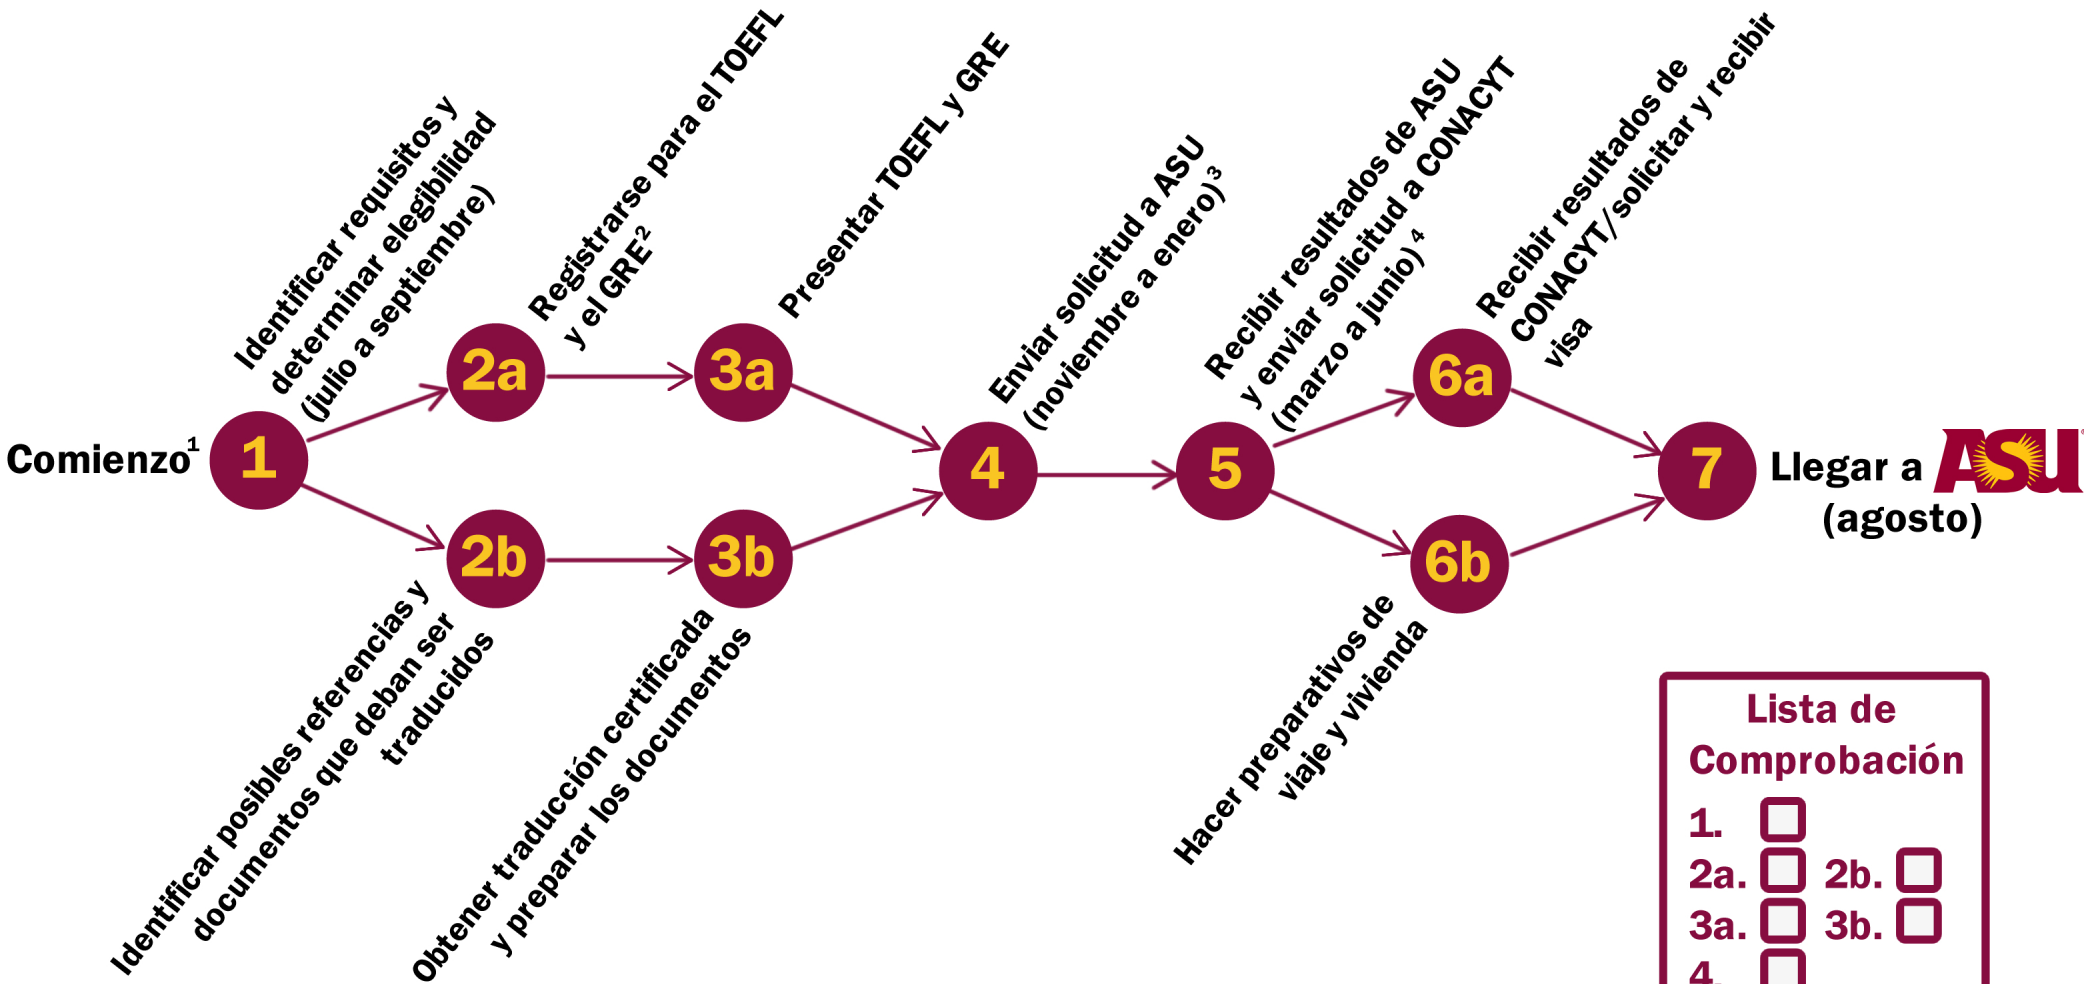 Comienzo¹
1
Identificar requisitos y
determinar elegibilidad
(julio a septiembre)
2a
Registrarse para el TOEFL
y el GRE²
3a
Presentar TOEFL y GRE
2b
Identificar posibles referencias y
documentos que deban ser
traducidos
3b
Obtener traducción certificada
y preparar los documentos
4
Enviar solicitud a ASU
(noviembre a enero)³
5
Recibir resultados de ASU
y enviar solicitud a CONACYT
(marzo a junio)⁴
6a
Recibir resultados de
CONACYT/solicitar y recibir
visa
6b
Hacer preparativos de
viaje y vivienda
7
Llegar a ASU
(agosto)
Lista de
Comprobación
1.
2a. 2b.
3a. 3b.
4.